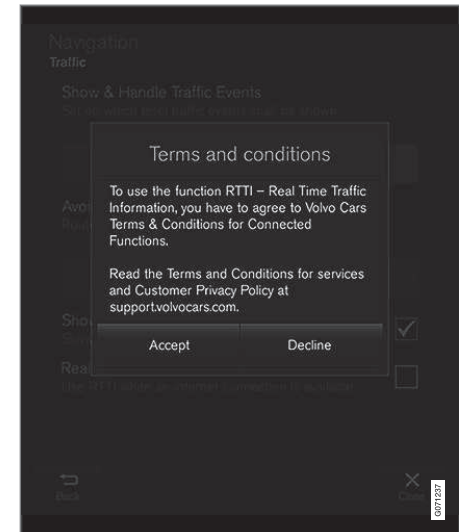 Navigation
Traffic
Show & Handle Traffic Events
Terms and conditions
To use the function RTTI – Real Time Traffic
Information, you have to agree to Volvo Cars
Terms & Conditions for Connected
Functions.
Read the Terms and Conditions for services
and Customer Privacy Policy at
support.volvocars.com.
Accept
Decline
Back
Close
G071237